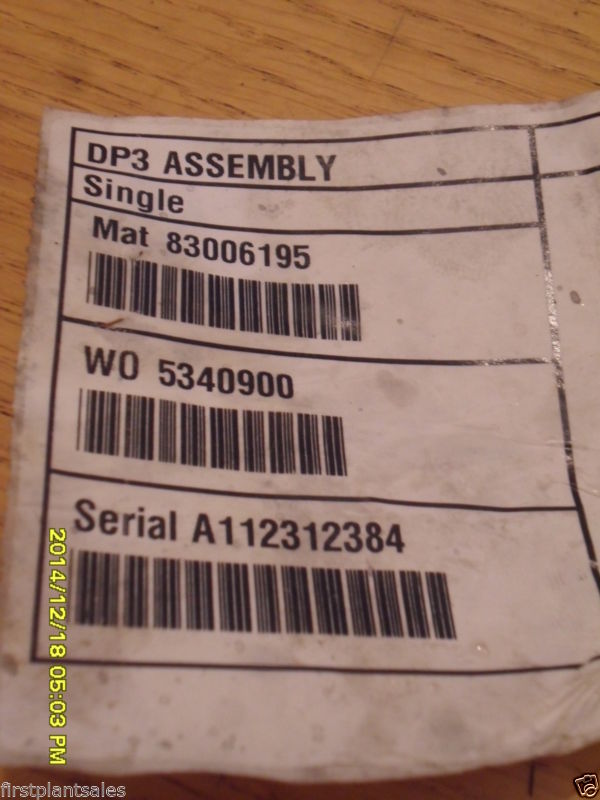 DP3 ASSEMBLY
Single
Mat 83006195
WO 5340900
Serial A112312384
2014/12/18 05:03 PM
firstplantsales